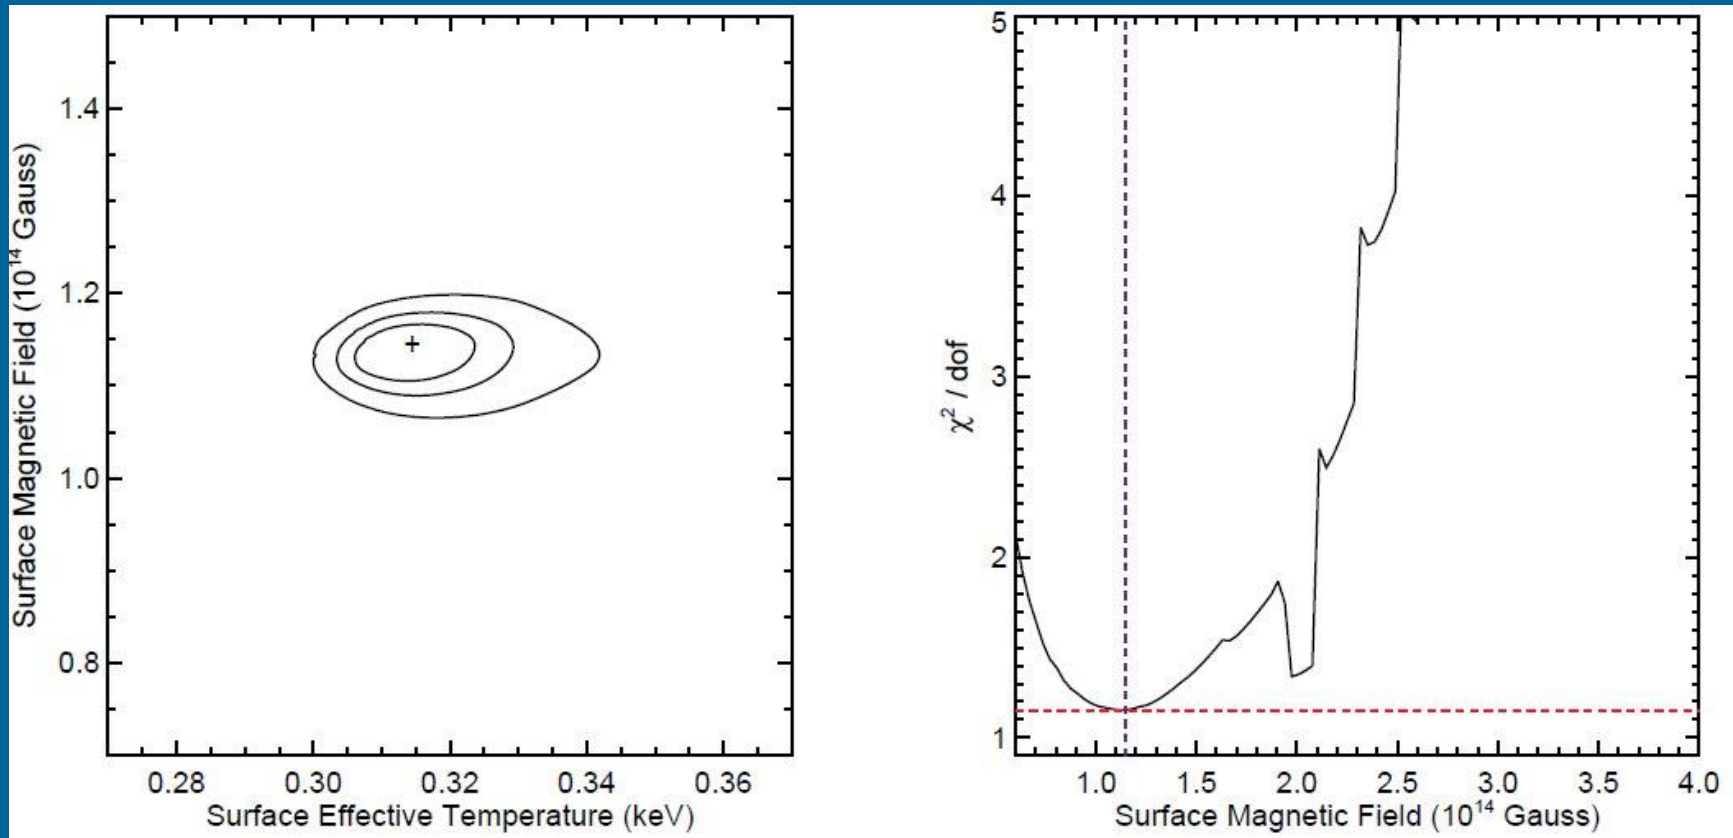 Surface Magnetic Field (10¹⁴ Gauss)
1.4
1.2
1.0
0.8
0.28 0.30 0.32 0.34 0.36
Surface Effective Temperature (keV)
χ² / dof
5
4
3
2
1
1.0 1.5 2.0 2.5 3.0 3.5 4.0
Surface Magnetic Field (10¹⁴ Gauss)